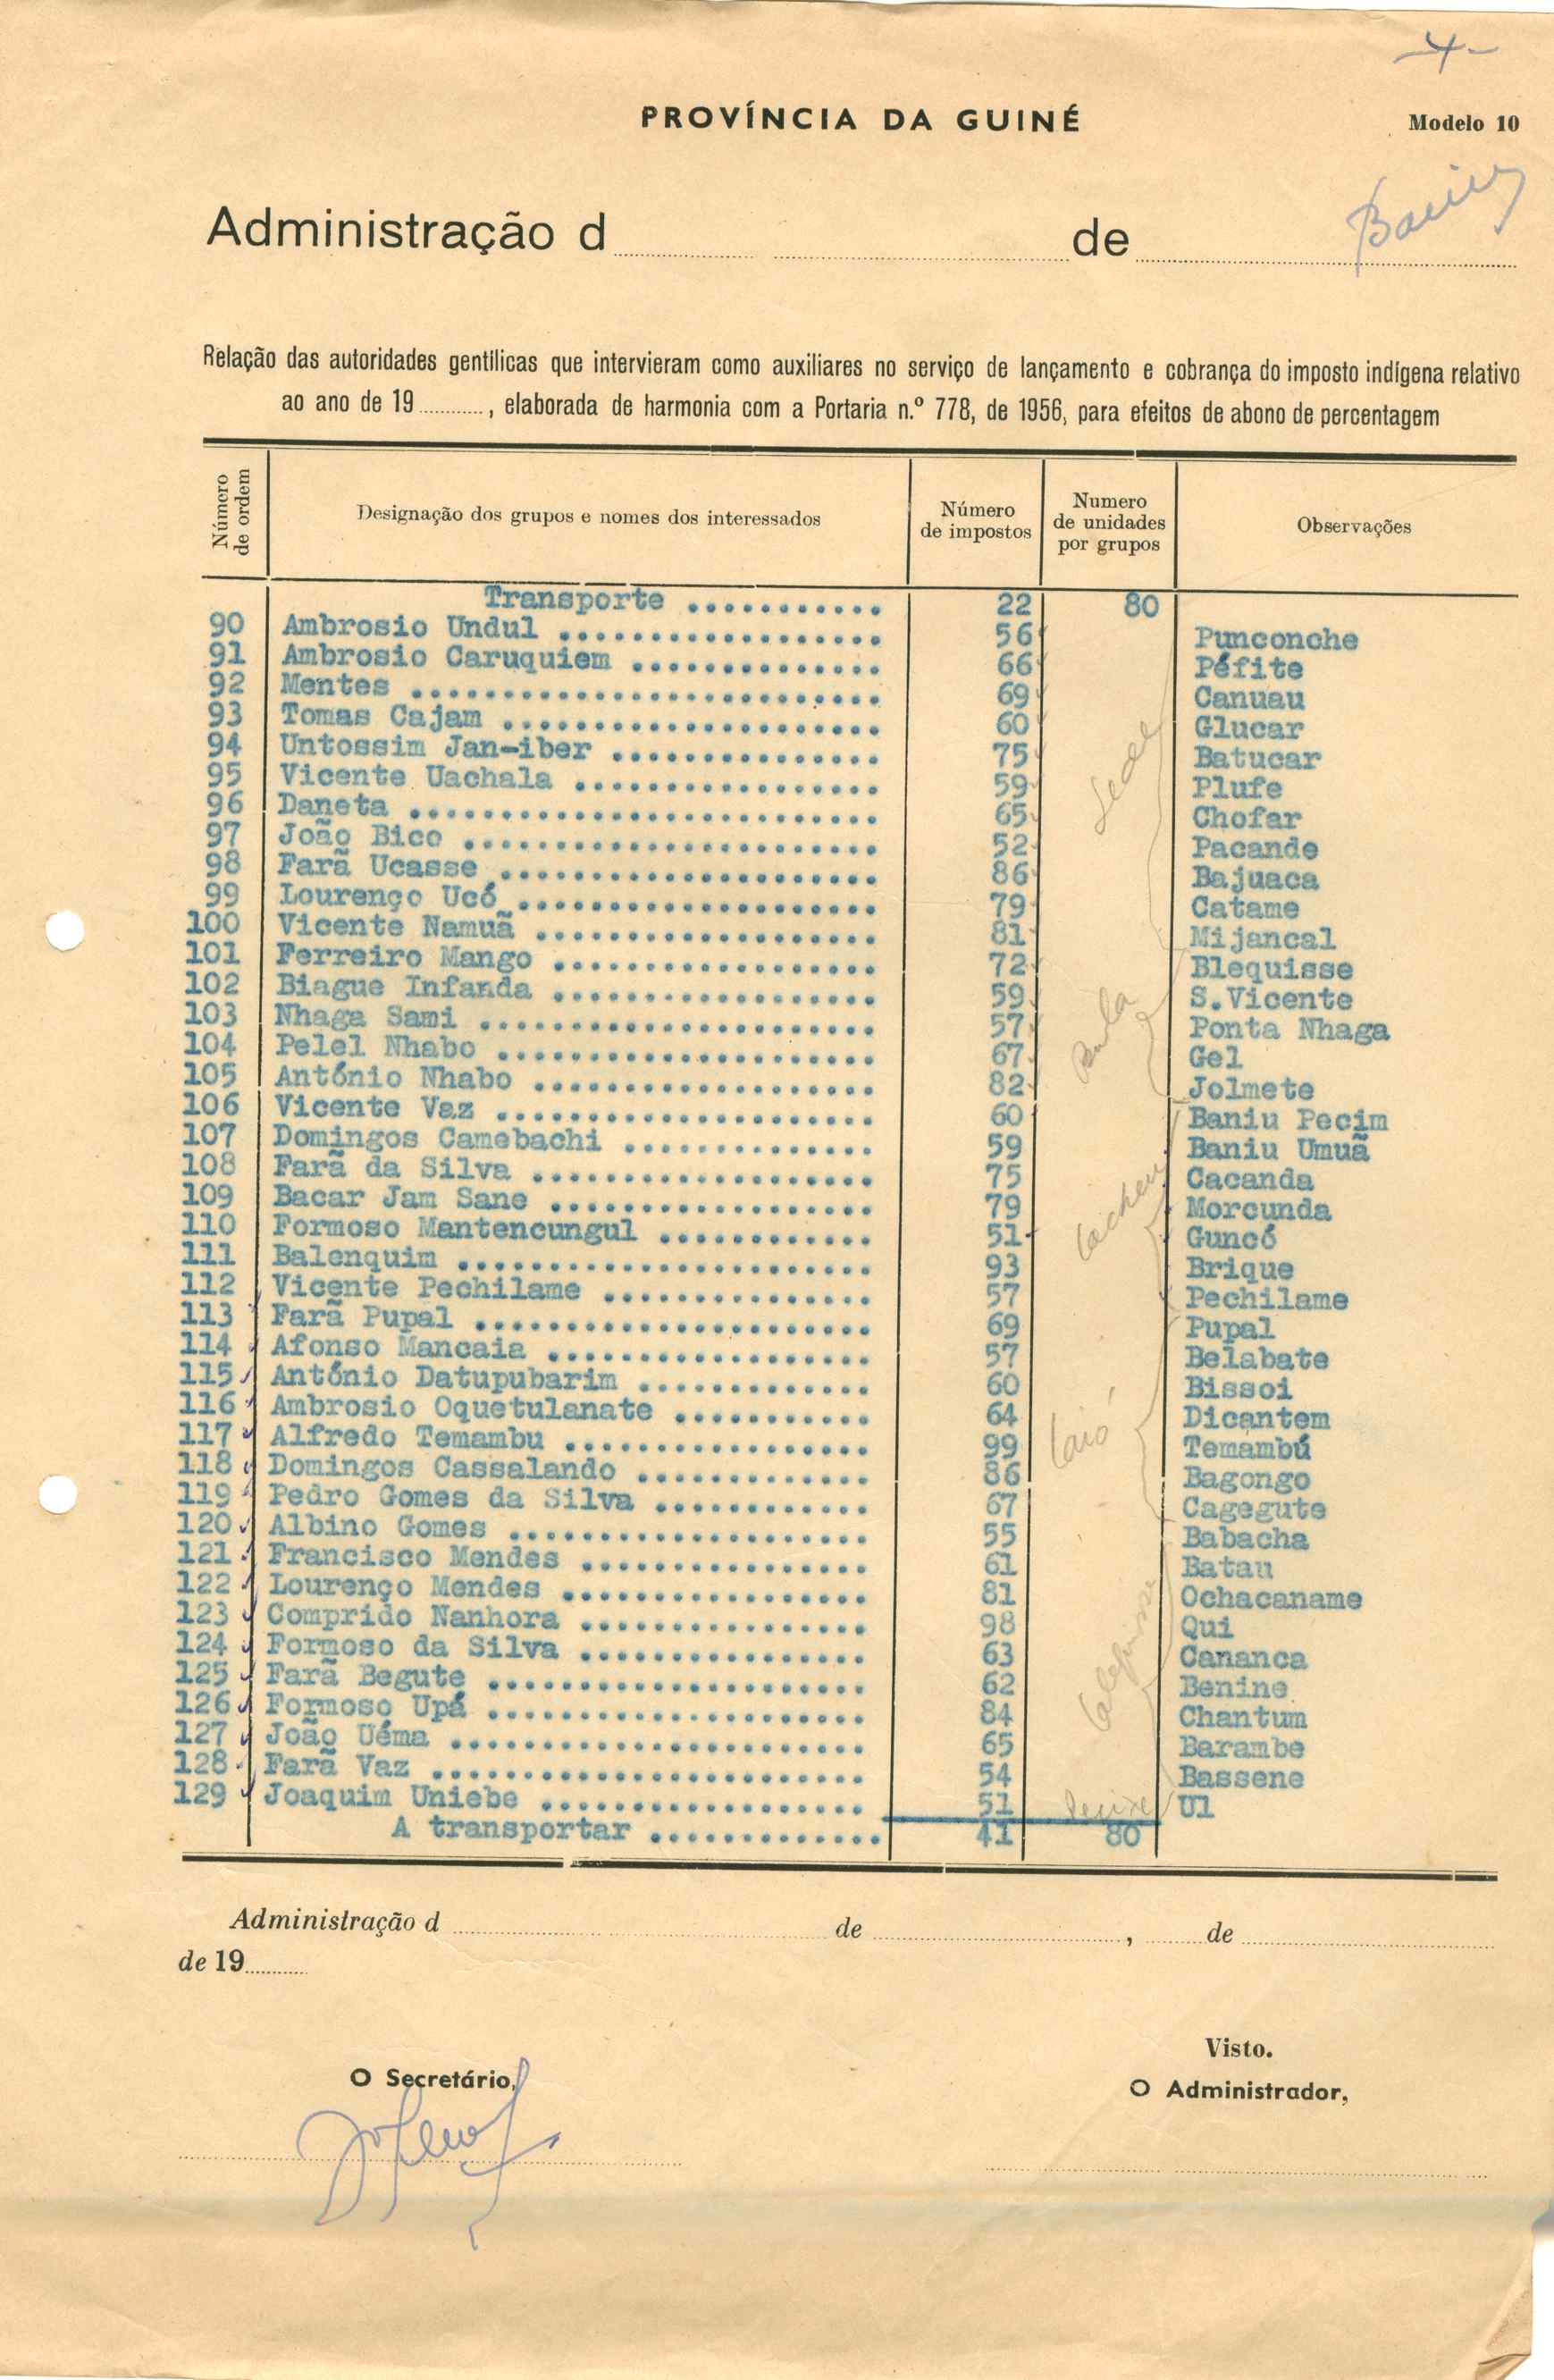 -4-
PROVÍNCIA DA GUINÉ
Modelo 10
Administração d de
Relação das autoridades gentílicas que intervieram como auxiliares no serviço de lançamento e cobrança do imposto indígena relativo
ao ano de 19 , elaborada de harmonia com a Portaria n.º 778, de 1956, para efeitos de abono de percentagem
Número de ordem Designação dos grupos e nomes dos interessados Número de impostos Numero de unidades por grupos Observações
Transporte ........... 22 80
90 Ambrosio Undul .................. 56 Punconche
91 Ambrosio Caruquiem .............. 66 Péfite
92 Mentes .......................... 69 Canuau
93 Tomas Cajam ..................... 60 Glucar
94 Untossim Jan-iber ............... 75 Batucar
95 Vicente Uachala ................. 59 Plufe
96 Daneta .......................... 65 Chofar
97 João Bico ....................... 52 Pacande
98 Farã Ucasse ..................... 86 Bajuaca
99 Lourenço Ucó .................... 79 Catame
100 Vicente Namuã ................... 81 Mijancal
101 Ferreiro Mango .................. 72 Blequisse
102 Biague Infanda .................. 59 S.Vicente
103 Nhaga Sami ...................... 57 Ponta Nhaga
104 Pelel Nhabo ..................... 67 Gel
105 António Nhabo ................... 82 Jolmete
106 Vicente Vaz ..................... 60 Baniu Pecim
107 Domingos Camebachi .............. 59 Baniu Umuã
108 Farã da Silva ................... 75 Cacanda
109 Bacar Jam Sane .................. 79 Morcunda
110 Formoso Mantencungul ............ 51 Guncó
111 Balenquim ....................... 93 Brique
112 Vicente Pechilame ............... 57 Pechilame
113 Farã Pupal ...................... 69 Pupal
114 Afonso Mancaia .................. 57 Belabate
115 António Datupubarim ............. 60 Bissoi
116 Ambrosio Oquetulanate ........... 64 Dicantem
117 Alfredo Temambu ................. 99 Temambú
118 Domingos Cassalando ............. 86 Bagongo
119 Pedro Gomes da Silva ............ 67 Cagegute
120 Albino Gomes .................... 55 Babacha
121 Francisco Mendes ................ 61 Batau
122 Lourenço Mendes ................. 81 Ochacaname
123 Comprido Nanhora ................ 98 Qui
124 Formoso da Silva ................ 63 Cananca
125 Farã Begute ..................... 62 Benine
126 Formoso Upá ..................... 84 Chantum
127 João Uéma ....................... 65 Barambe
128 Farã Vaz ........................ 54 Bassene
129 Joaquim Uniebe .................. 51 Ul
A transportar ............. 41 80
Sede
Bula
Cacheu
Caió
Calequisse
Administração d de , de
de 19
Visto.
O Secretário,
O Administrador,